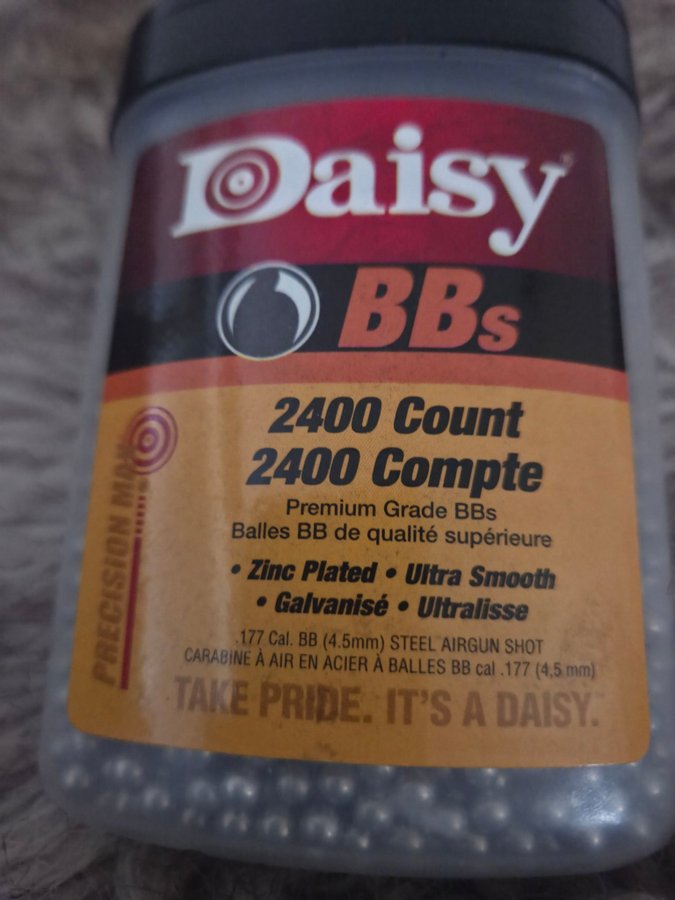 Daisy
BBs
2400 Count
2400 Compte
Premium Grade BBs
Balles BB de qualité supérieure
• Zinc Plated • Ultra Smooth
• Galvanisé • Ultralisse
.177 Cal. BB (4.5mm) STEEL AIRGUN SHOT
CARABINE À AIR EN ACIER À BALLES BB cal .177 (4,5 mm)
TAKE PRIDE. IT'S A DAISY.
PRECISION